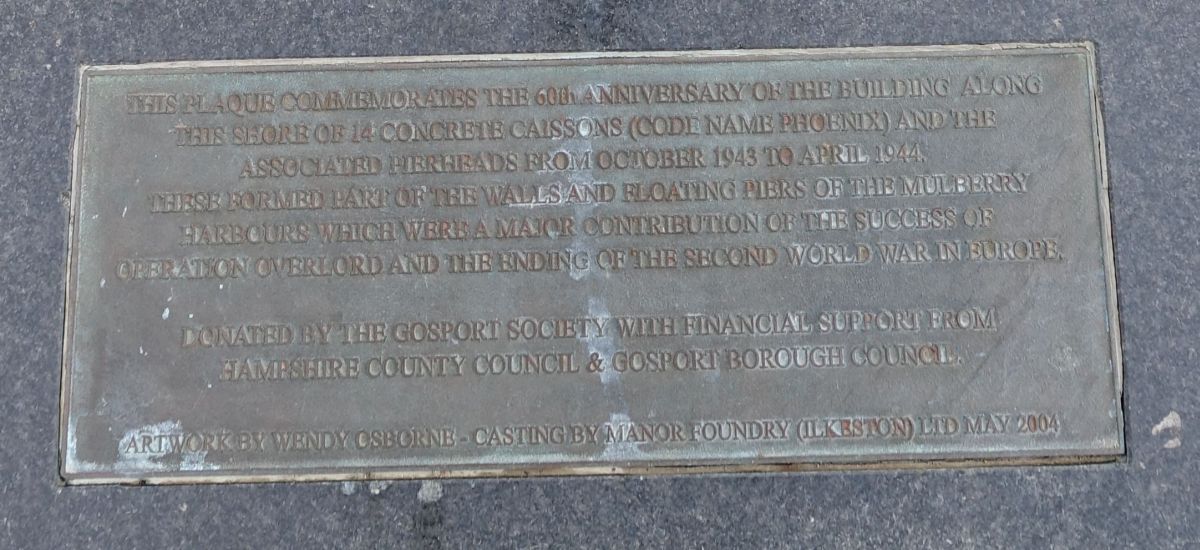 THIS PLAQUE COMMEMORATES THE 60th ANNIVERSARY OF THE BUILDING ALONG
THIS SHORE OF 14 CONCRETE CAISSONS (CODE NAME PHOENIX) AND THE
ASSOCIATED PIERHEADS FROM OCTOBER 1943 TO APRIL 1944.
THESE FORMED PART OF THE WALLS AND FLOATING PIERS OF THE MULBERRY
HARBOURS WHICH WERE A MAJOR CONTRIBUTION OF THE SUCCESS OF
OPERATION OVERLORD AND THE ENDING OF THE SECOND WORLD WAR IN EUROPE.
DONATED BY THE GOSPORT SOCIETY WITH FINANCIAL SUPPORT FROM
HAMPSHIRE COUNTY COUNCIL & GOSPORT BOROUGH COUNCIL.
ARTWORK BY WENDY OSBORNE - CASTING BY MANOR FOUNDRY (ILKESTON) LTD MAY 2004